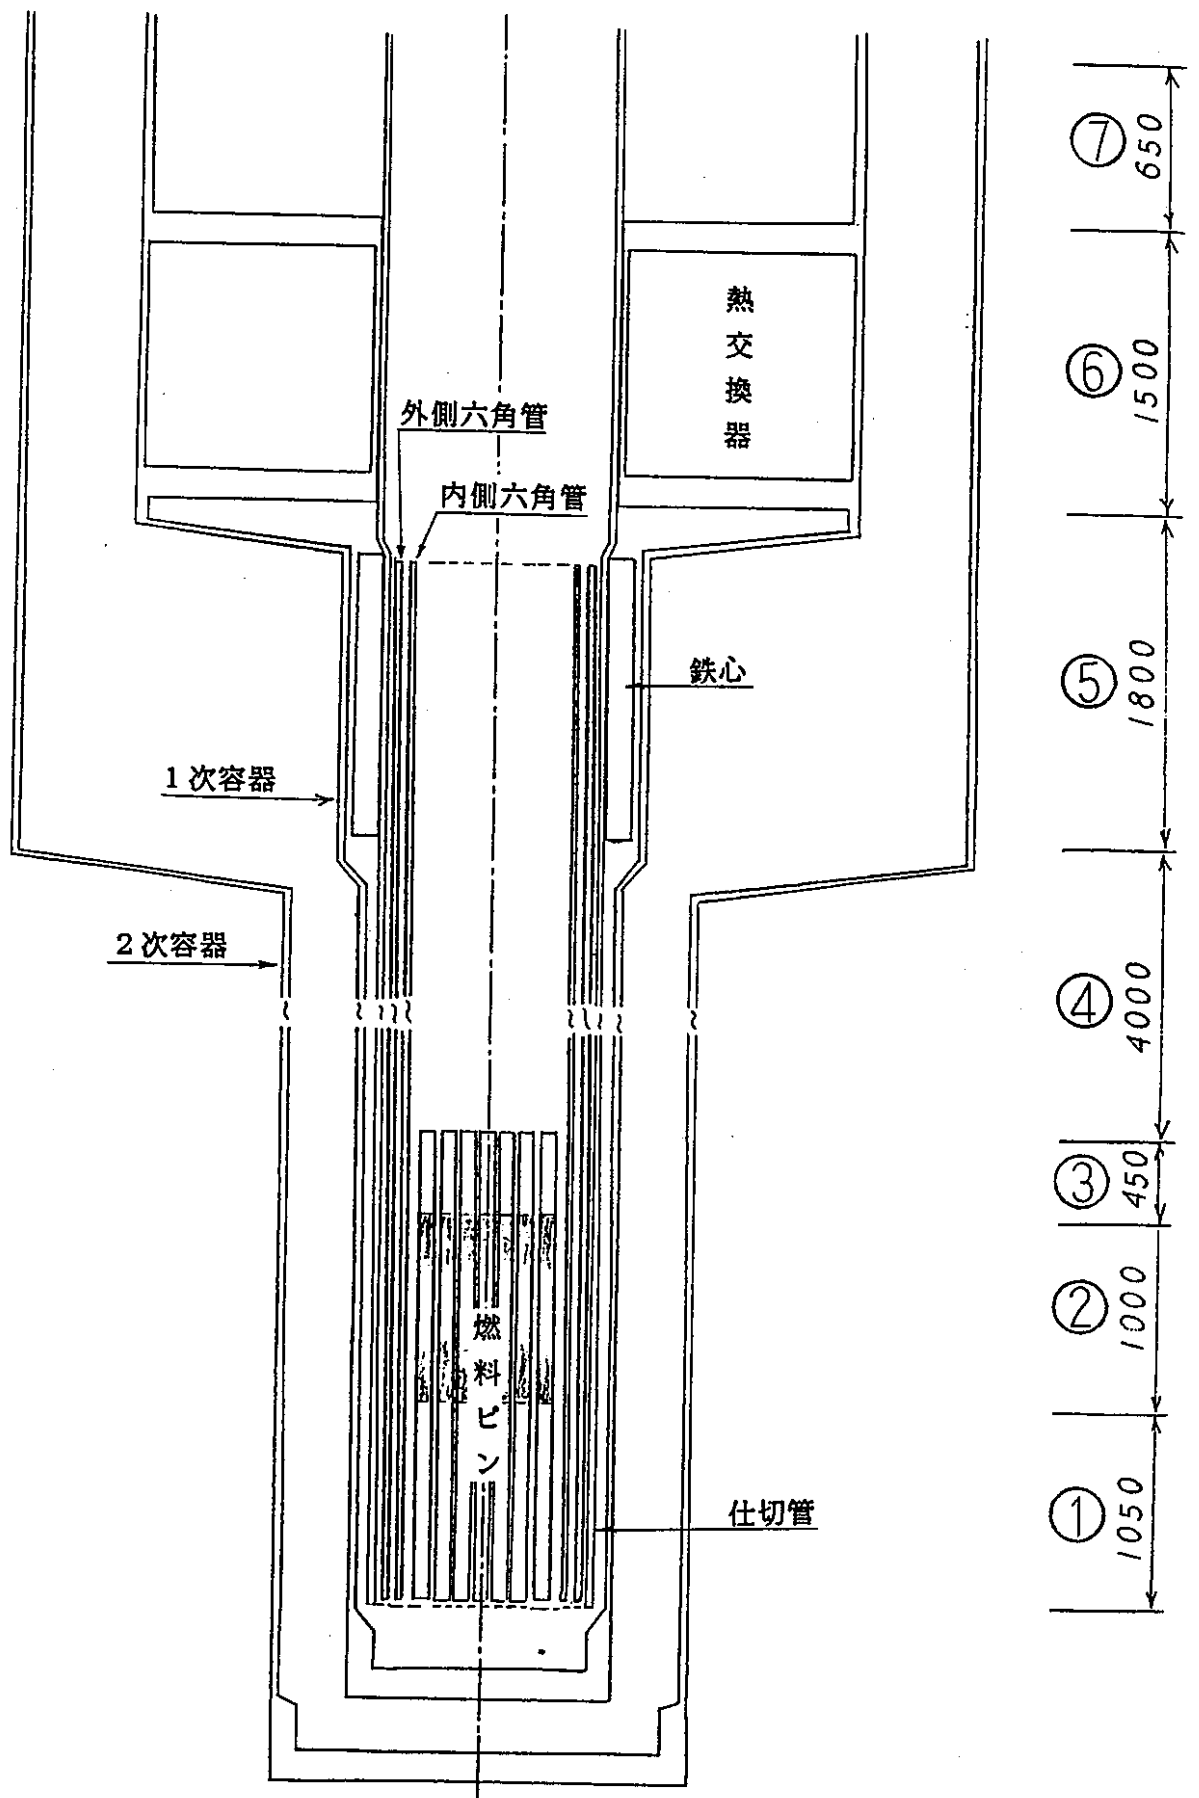 ⑦ 650
熱交換器
⑥ 1500
外側六角管
内側六角管
鉄心
⑤ 1800
1次容器
2次容器
④ 4000
③ 450
燃料ピン
② 1000
仕切管
① 1050